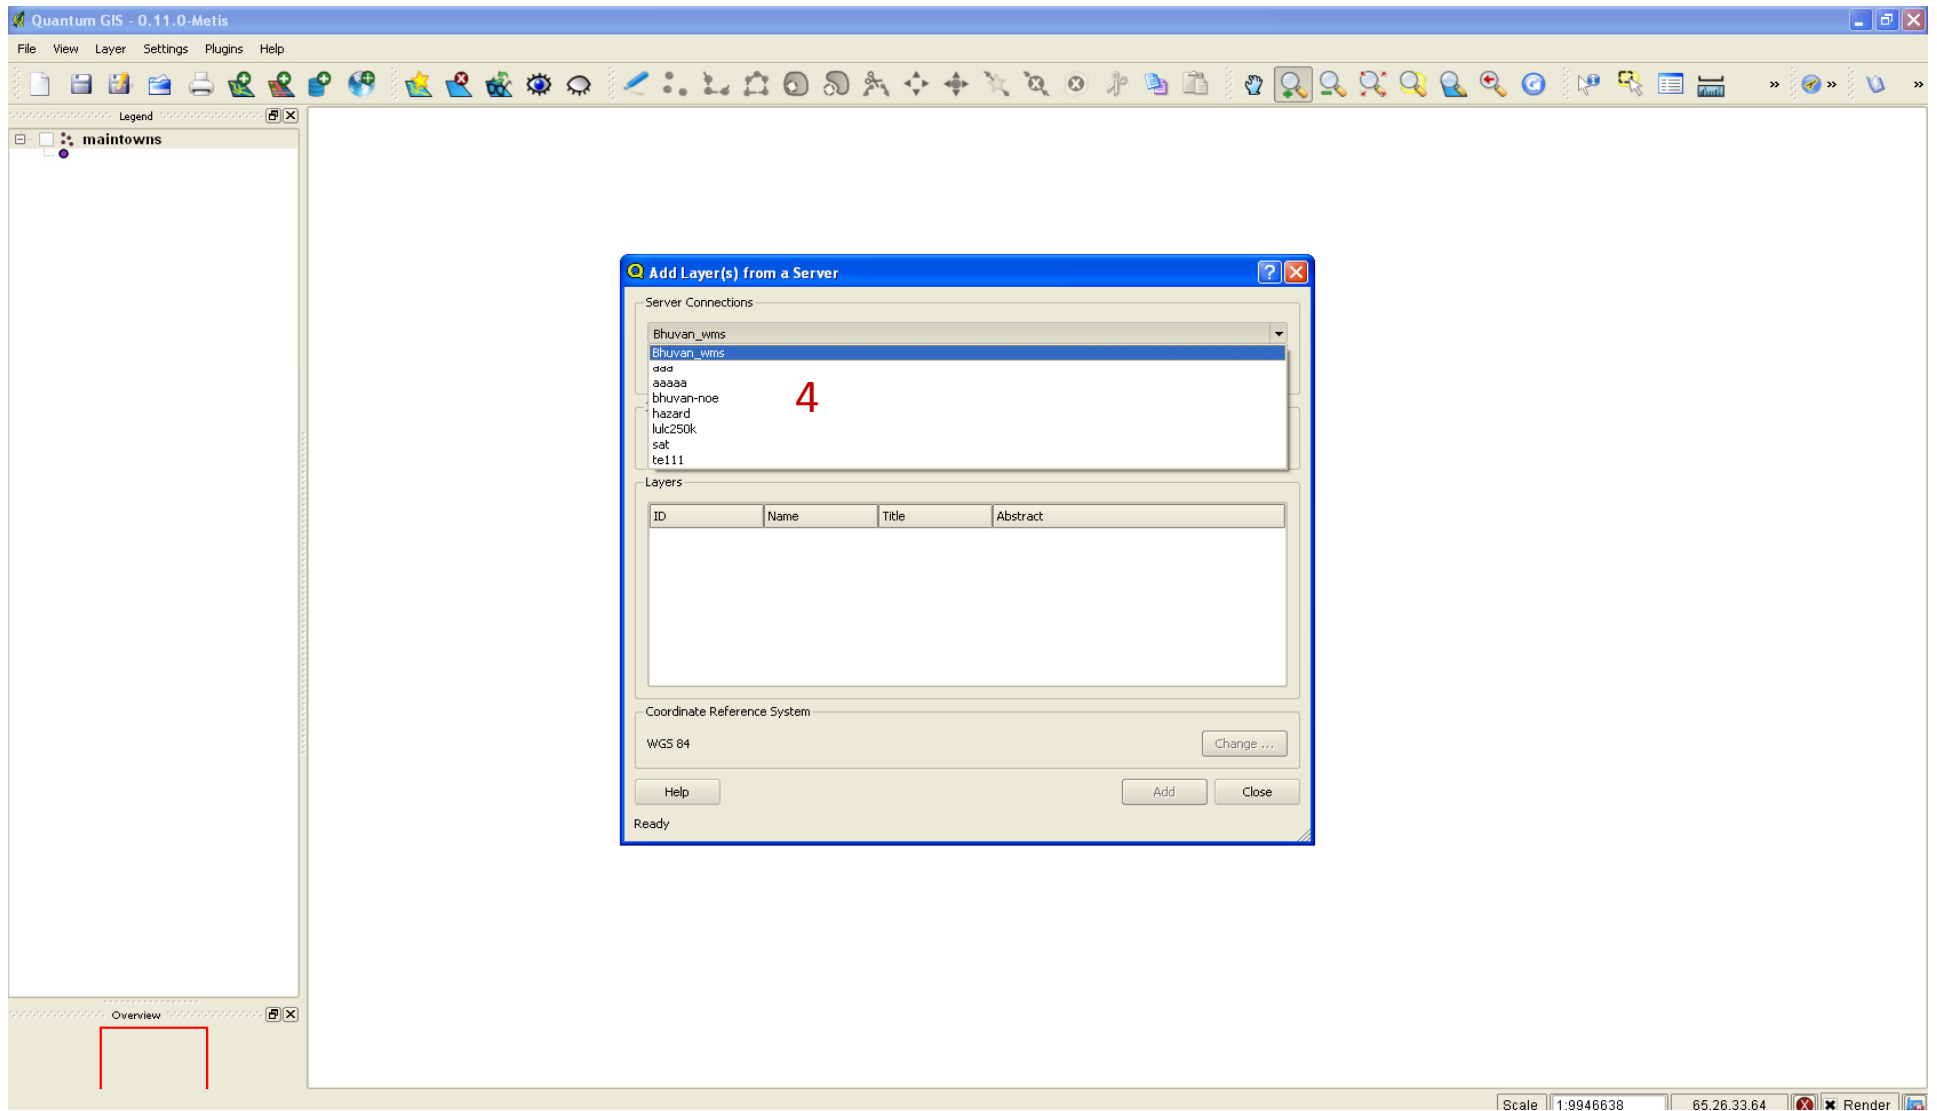 Quantum GIS - 0.11.0-Metis
File View Layer Settings Plugins Help
Legend
maintowns
Add Layer(s) from a Server
Server Connections
Bhuvan_wms
Bhuvan_wms
aaa
aaaaa
bhuvan-noe
hazard
lulc250k
sat
te111
4
Layers
ID Name Title Abstract
Coordinate Reference System
WGS 84
Change ...
Help Add Close
Ready
Overview
Scale 1:9946638 65.26,33.64 Render